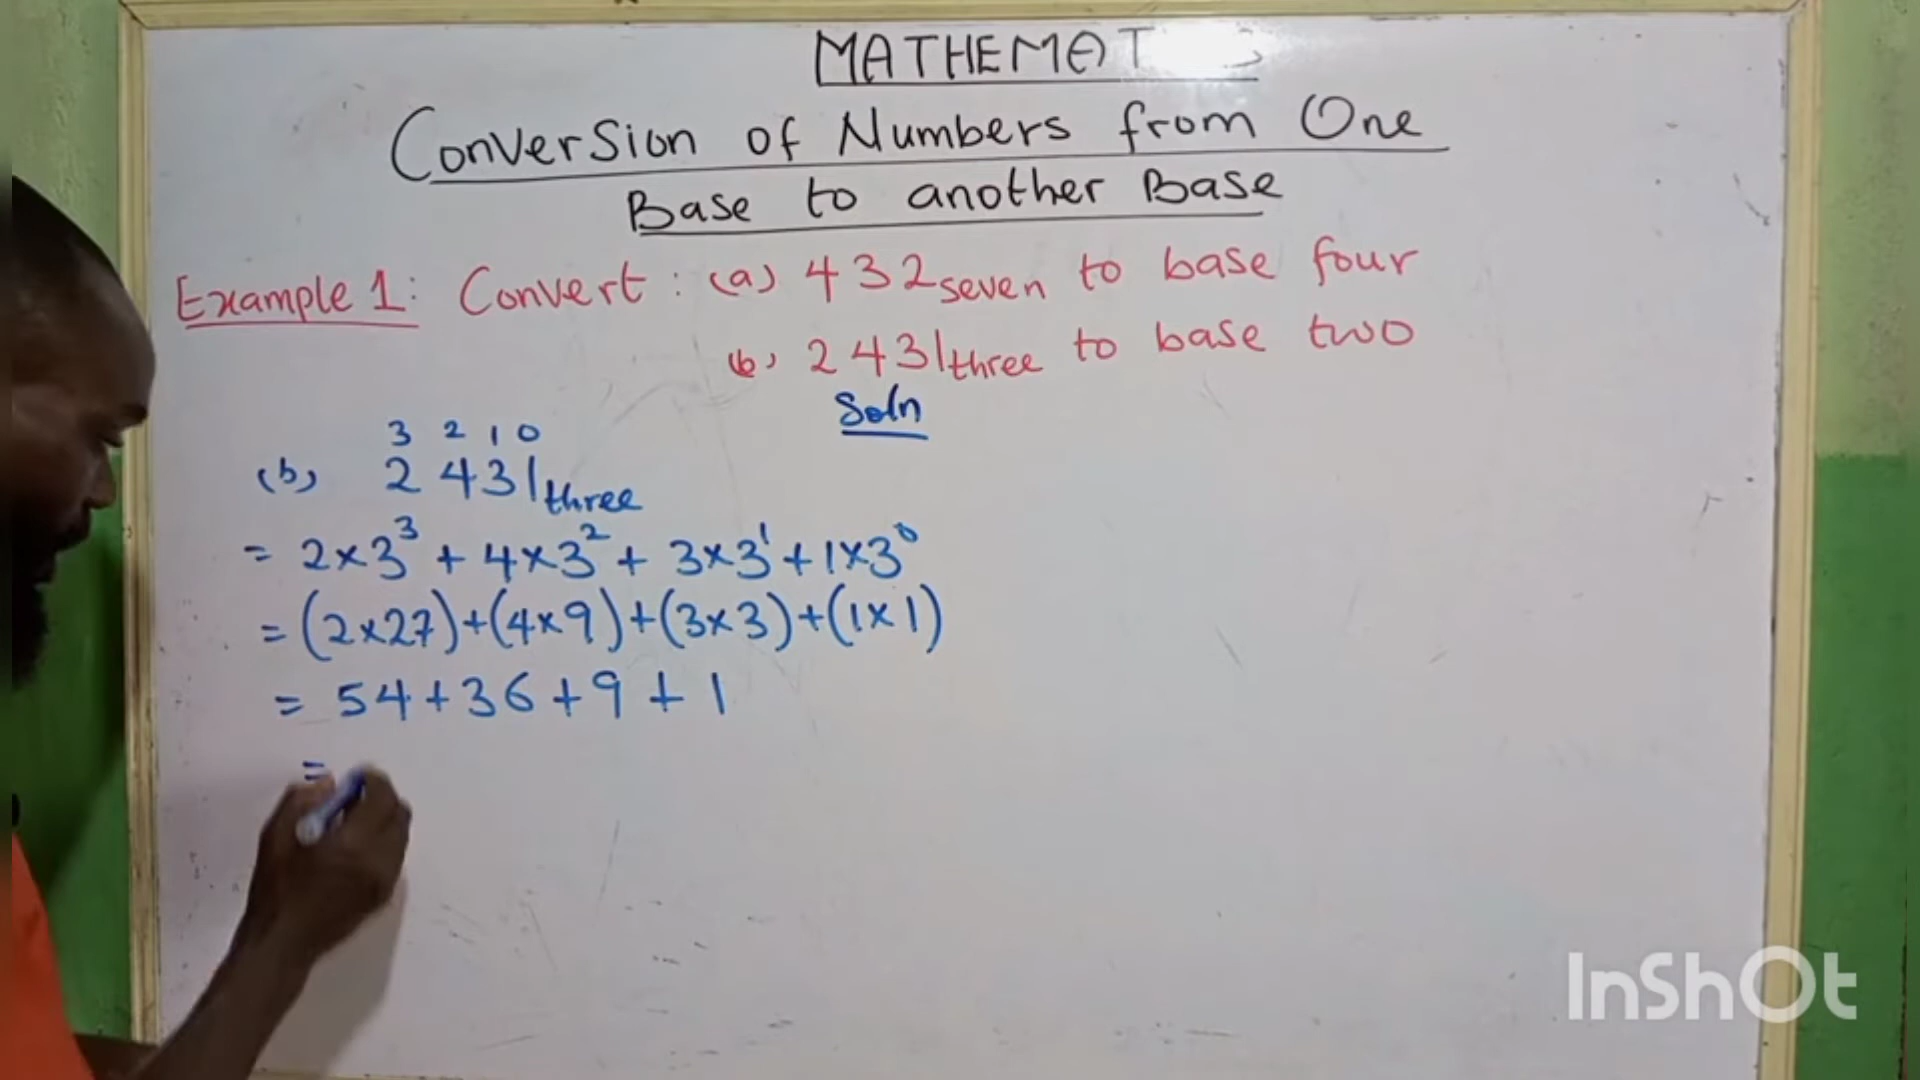 MATHEMAT
Conversion of Numbers from One
Base to another Base
Example 1: Convert: (a) 432seven to base four
(b) 2431three to base two
Soln
3 2 1 0
(b) 2431three
= 2×3³ + 4×3² + 3×3¹ + 1×3⁰
= (2×27)+(4×9)+(3×3)+(1×1)
= 54+36+9+1
=
InShOt